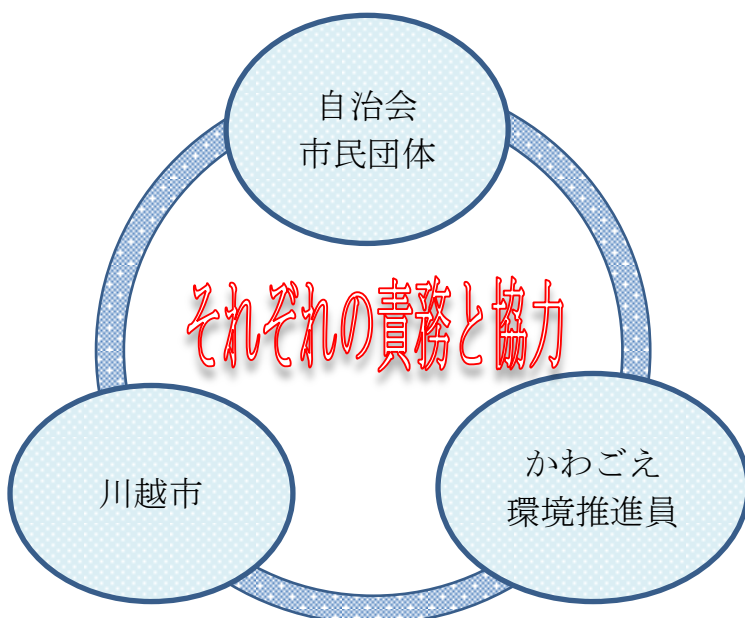 自治会
市民団体
それぞれの責務と協力
川越市
かわごえ
環境推進員